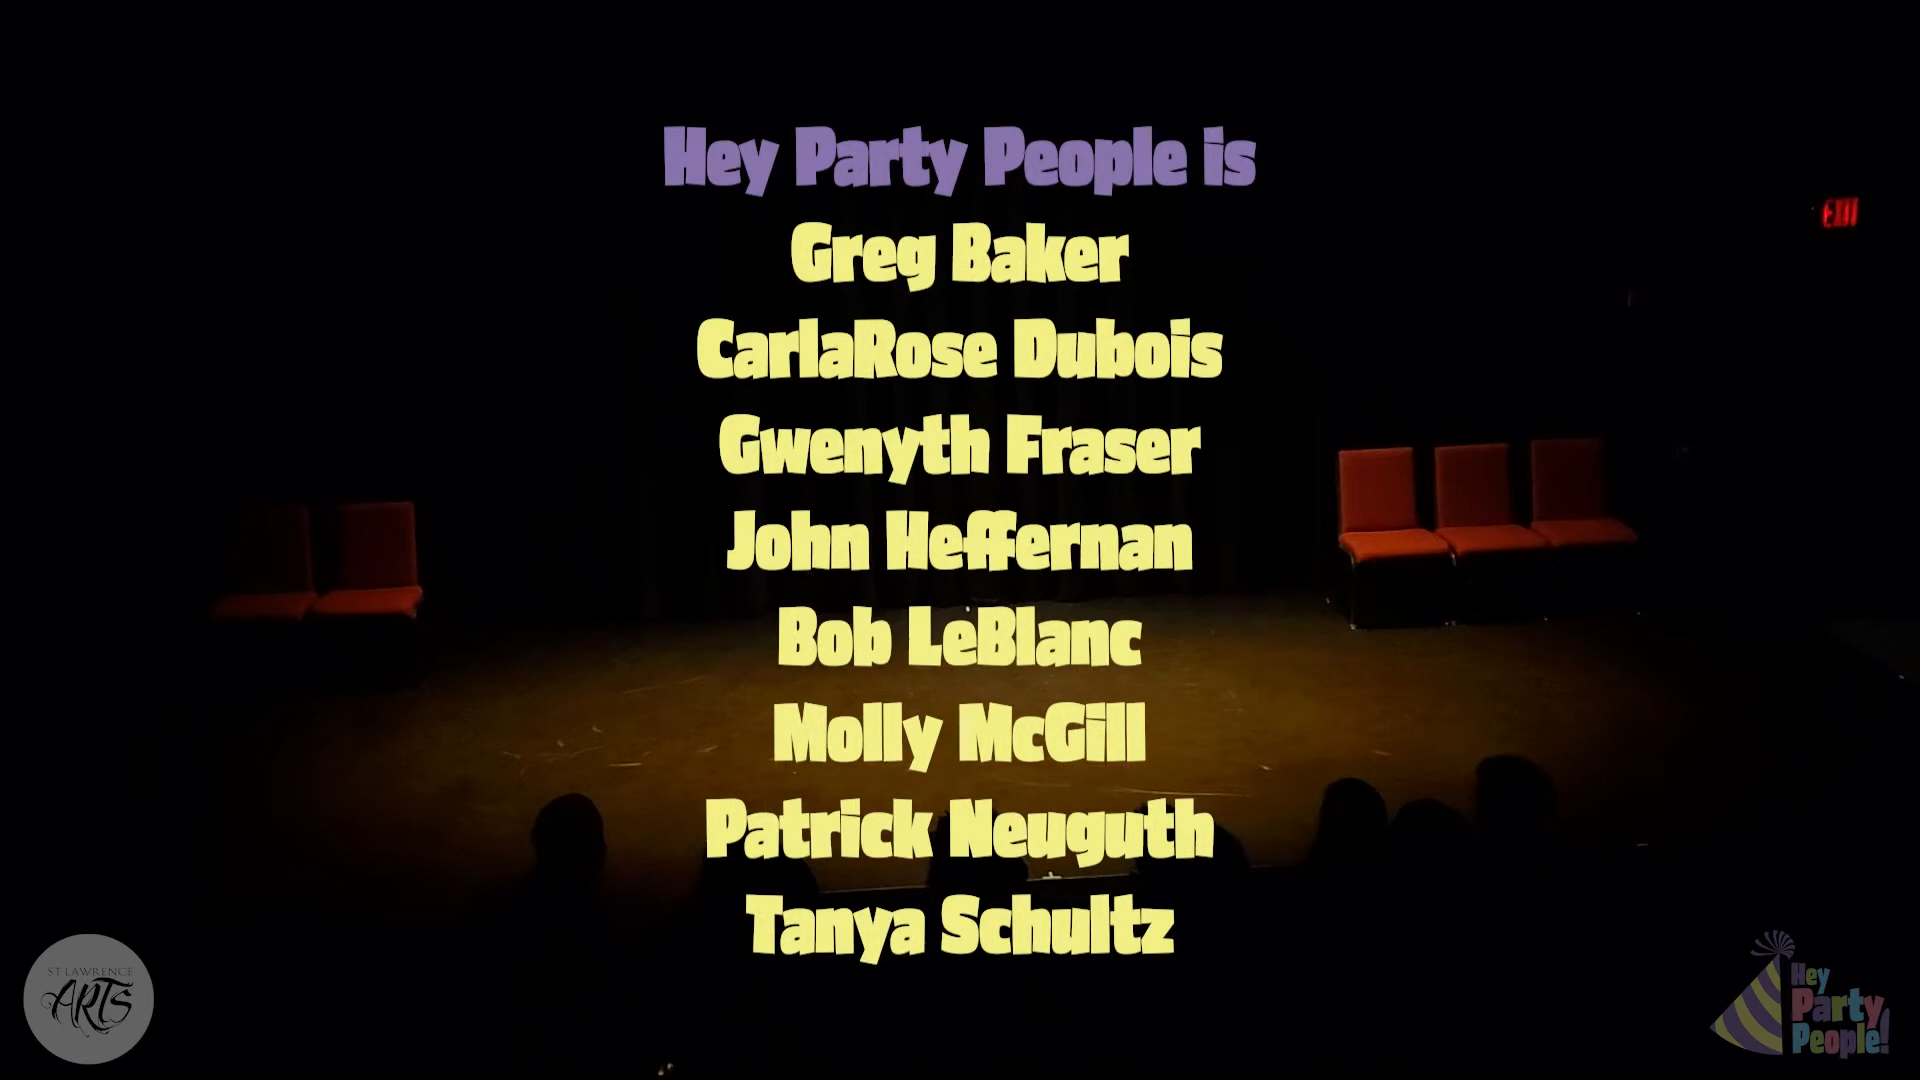 Hey Party People is
Greg Baker
EXIT
CarlaRose Dubois
Gwenyth Fraser
John Heffernan
Bob LeBlanc
Molly McGill
Patrick Neuguth
Tanya Schultz
ST LAWRENCE
ARTS
Hey
Party
People!